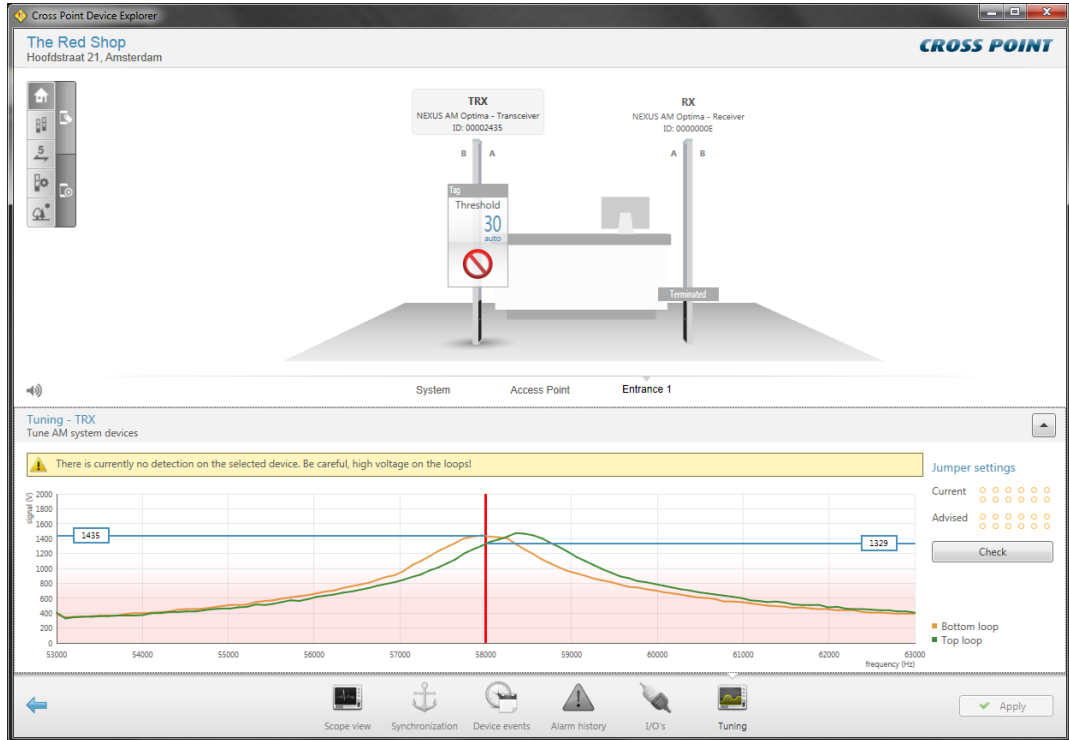 Cross Point Device Explorer
The Red Shop
Hoofdstraat 21, Amsterdam
CROSS POINT
TRX
NEXUS AM Optima - Transceiver
ID: 00002435
RX
NEXUS AM Optima - Receiver
ID: 0000000E
B A
A B
5
Tag
Threshold
30
auto
Terminated
System Access Point Entrance 1
Tuning - TRX
Tune AM system devices
There is currently no detection on the selected device. Be careful, high voltage on the loops!
Jumper settings
Current
Advised
Check
signal (V)
2000
1800
1600
1400
1200
1000
800
600
400
200
0
1435
1329
53000 54000 55000 56000 57000 58000 59000 60000 61000 62000 63000
frequency (Hz)
Bottom loop
Top loop
Scope view Synchronization Device events Alarm history I/O's Tuning
Apply